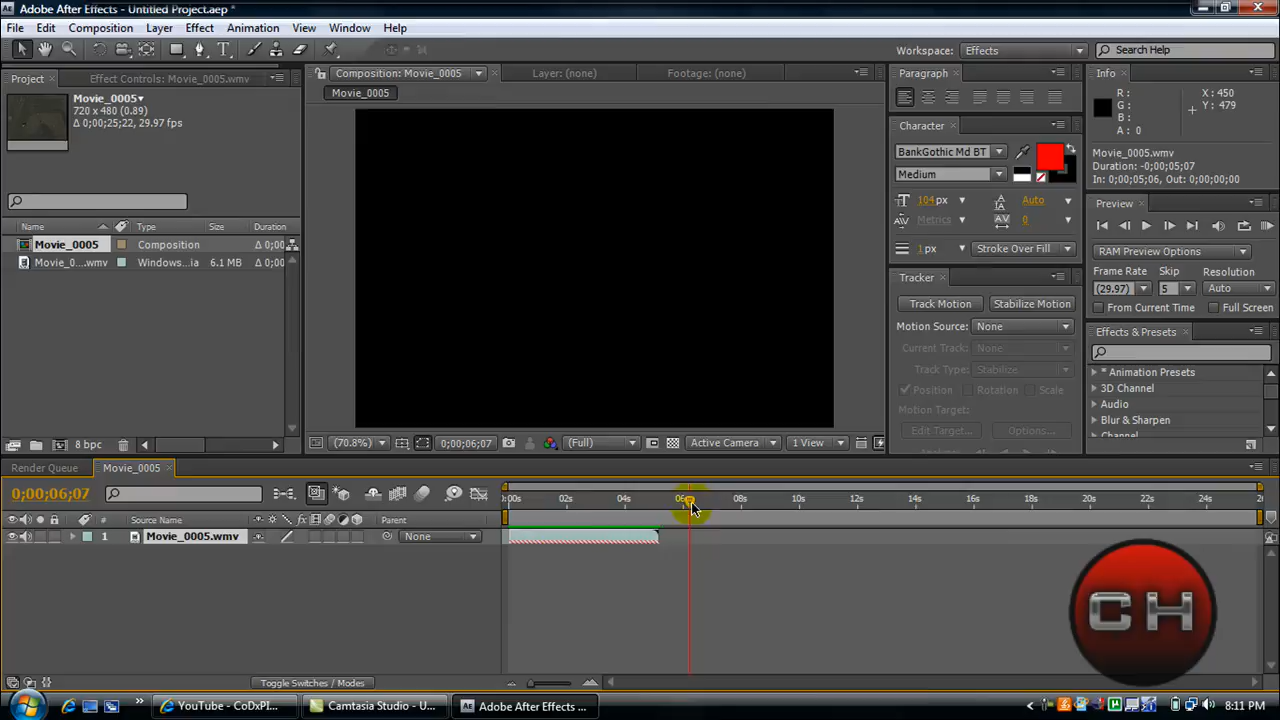 Adobe After Effects - Untitled Project.aep *
File Edit Composition Layer Effect Animation View Window Help
Workspace: Effects Search Help
Project Effect Controls: Movie_0005.wmv
Movie_0005▾
720 x 480 (0.89)
Δ 0;00;25;22, 29.97 fps
Name Type Size Duration
Movie_0005 Composition Δ 0;00
Movie_0....wmv Windows...ia 6.1 MB Δ 0;00
8 bpc
Composition: Movie_0005 Layer: (none) Footage: (none)
Movie_0005
(70.8%) 0;00;06;07 (Full) Active Camera 1 View
Paragraph
Character
BankGothic Md BT
Medium
104 px Auto
Metrics 0
1 px Stroke Over Fill
Tracker
Track Motion Stabilize Motion
Motion Source: None
Current Track: None
Track Type: Stabilize
Position Rotation Scale
Motion Target:
Edit Target... Options...
Info
R : X : 450
G : Y : 479
B :
A : 0
Movie_0005.wmv
Duration: -0;00;05;07
In: 0;00;05;06, Out: 0;00;00;00
Preview
RAM Preview Options
Frame Rate Skip Resolution
(29.97) 5 Auto
From Current Time Full Screen
Effects & Presets
* Animation Presets
3D Channel
Audio
Blur & Sharpen
Channel
Render Queue Movie_0005
0;00;06;07
0:00s 02s 04s 06s 08s 10s 12s 14s 16s 18s 20s 22s 24s 2
# Source Name Parent
1 Movie_0005.wmv None
CH
Toggle Switches / Modes
YouTube - CoDxPI... Camtasia Studio - U... Adobe After Effects ... 8:11 PM